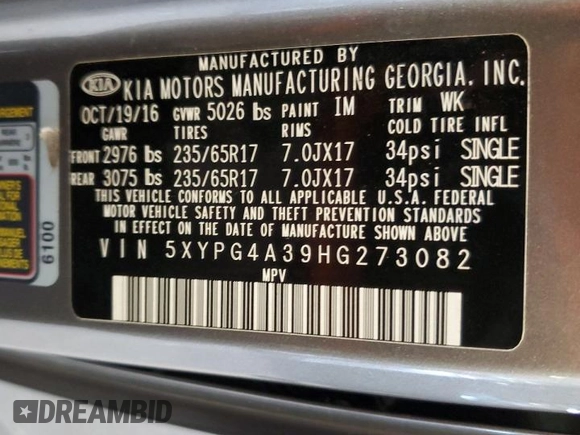 MANUFACTURED BY
KIA KIA MOTORS MANUFACTURING GEORGIA. INC.
OCT/19/16 GVWR 5026 lbs PAINT IM TRIM WK
GAWR TIRES RIMS COLD TIRE INFL
FRONT 2976 lbs 235/65R17 7.0JX17 34psi SINGLE
REAR 3075 lbs 235/65R17 7.0JX17 34psi SINGLE
THIS VEHICLE CONFORMS TO ALL APPLICABLE U.S.A. FEDERAL
MOTOR VEHICLE SAFETY AND THEFT PREVENTION STANDARDS
IN EFFECT ON THE DATE OF MANUFACTURE SHOWN ABOVE.
VIN 5XYPG4A39HG273082
MPV
6100
DREAMBID